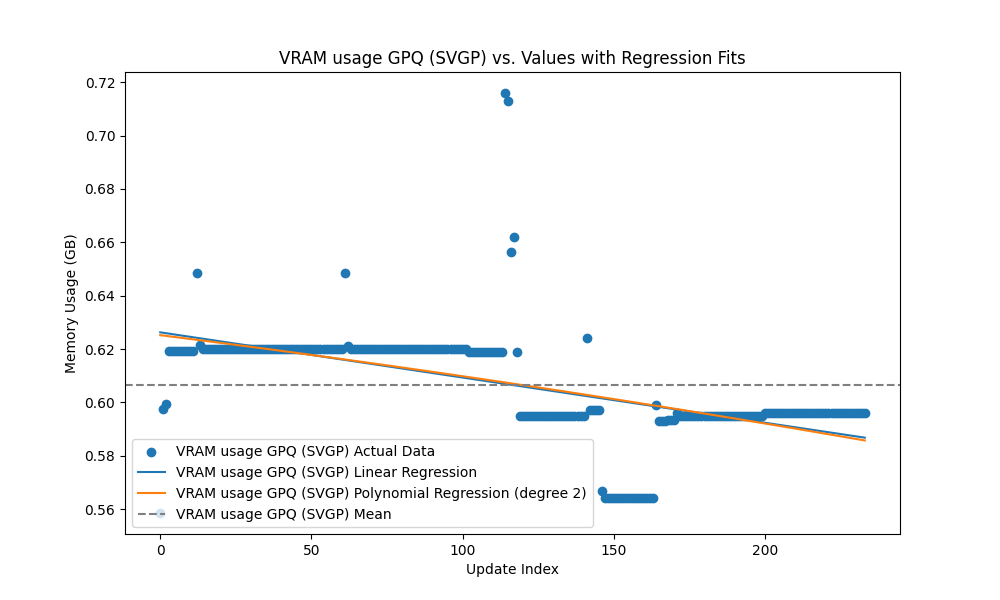 VRAM usage GPQ (SVGP) vs. Values with Regression Fits
Memory Usage (GB)
0.72
0.70
0.68
0.66
0.64
0.62
0.60
0.58
0.56
VRAM usage GPQ (SVGP) Actual Data
VRAM usage GPQ (SVGP) Linear Regression
VRAM usage GPQ (SVGP) Polynomial Regression (degree 2)
VRAM usage GPQ (SVGP) Mean
0 50 100 150 200
Update Index